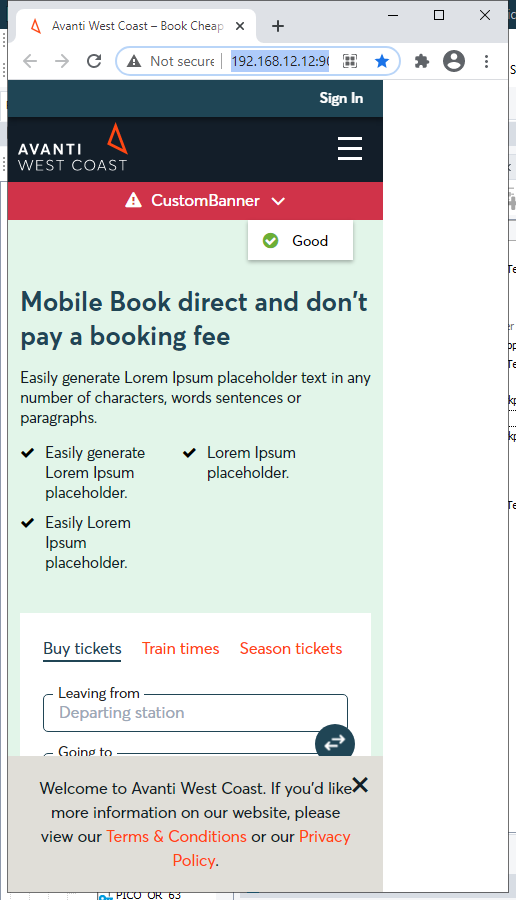 Avanti West Coast – Book Cheap
Not secure
192.168.12.12:90
Sign In
AVANTI
WEST COAST
CustomBanner
Good
Mobile Book direct and don't
pay a booking fee
Easily generate Lorem Ipsum placeholder text in any
number of characters, words sentences or
paragraphs.
Easily generate
Lorem Ipsum
placeholder.
Lorem Ipsum
placeholder.
Easily Lorem
Ipsum
placeholder.
Buy tickets Train times Season tickets
Leaving from
Departing station
Going to
Welcome to Avanti West Coast. If you'd like
more information on our website, please
view our Terms & Conditions or our Privacy
Policy.
PICO_OR_63